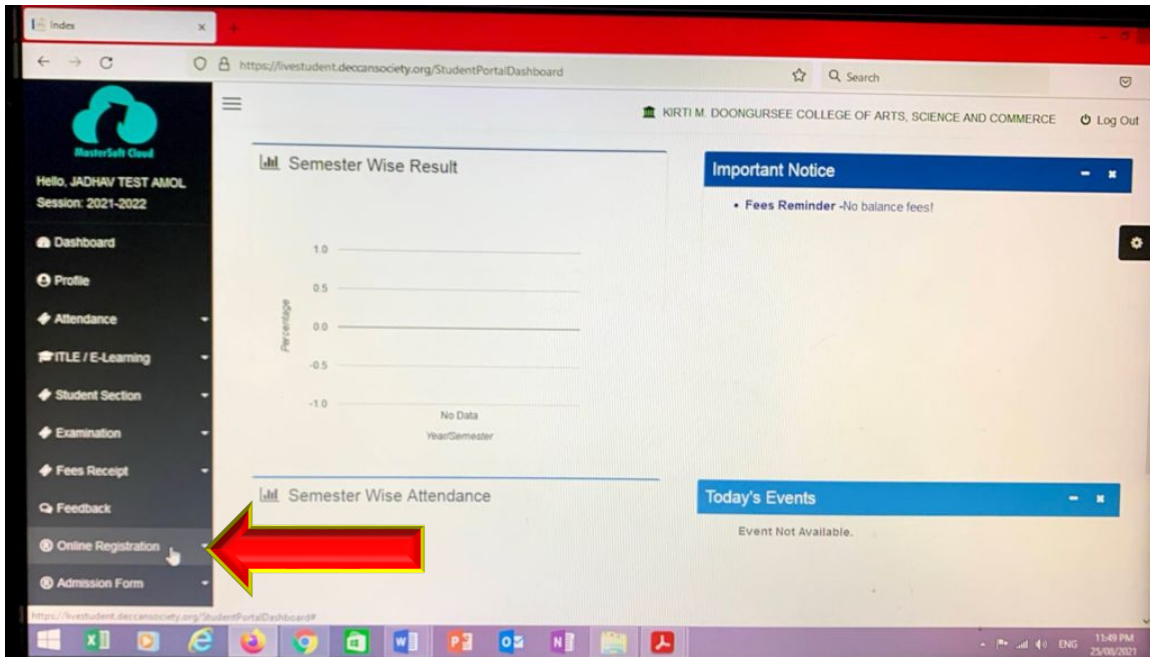 Index
https://livestudent.deccansociety.org/StudentPortalDashboard
Search
KIRTI M. DOONGURSEE COLLEGE OF ARTS, SCIENCE AND COMMERCE
Log Out
MasterSoft Cloud
Hello, JADHAV TEST AMOL
Session: 2021-2022
Dashboard
Profile
Attendance
ITLE / E-Learning
Student Section
Examination
Fees Receipt
Feedback
Online Registration
Admission Form
Semester Wise Result
Percentage
1.0
0.5
0.0
-0.5
-1.0
No Data
Year/Semester
Important Notice
• Fees Reminder -No balance fees!
Semester Wise Attendance
Today's Events
Event Not Available.
https://livestudent.deccansociety.org/StudentPortalDashboard#
ENG
11:49 PM
25/08/2021